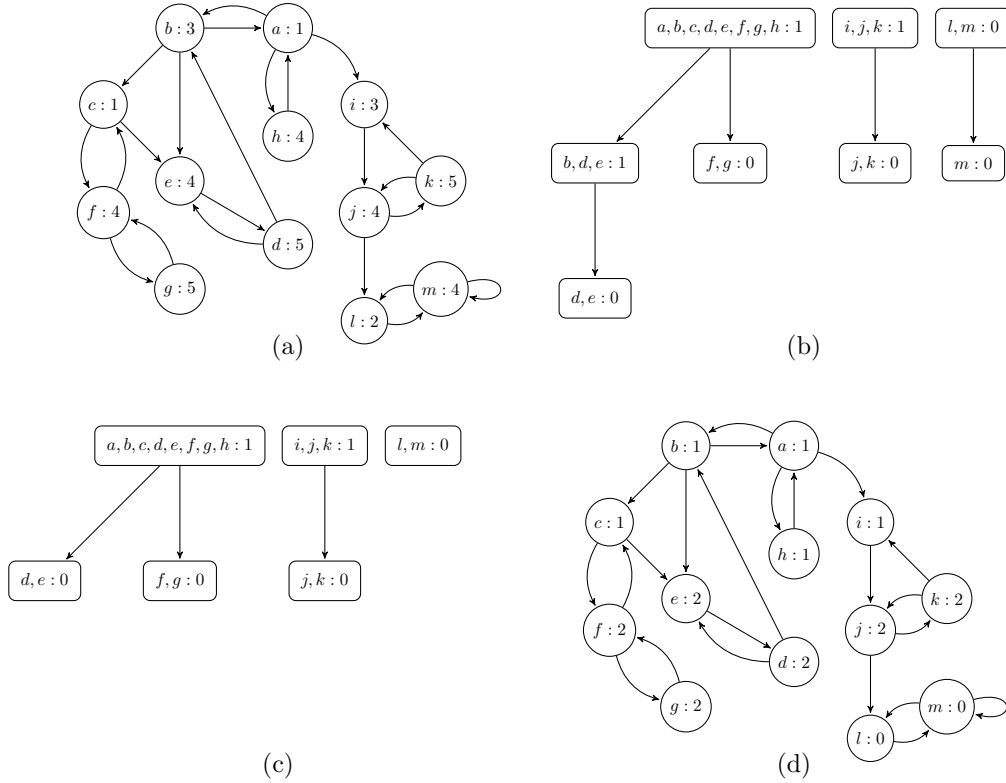 b : 3
a : 1
c : 1
i : 3
h : 4
e : 4
k : 5
f : 4
j : 4
d : 5
g : 5
m : 4
l : 2
(a)
a, b, c, d, e, f, g, h : 1
i, j, k : 1
l, m : 0
b, d, e : 1
f, g : 0
j, k : 0
m : 0
d, e : 0
(b)
a, b, c, d, e, f, g, h : 1
i, j, k : 1
l, m : 0
d, e : 0
f, g : 0
j, k : 0
(c)
b : 1
a : 1
c : 1
i : 1
h : 1
e : 2
k : 2
f : 2
j : 2
d : 2
g : 2
m : 0
l : 0
(d)